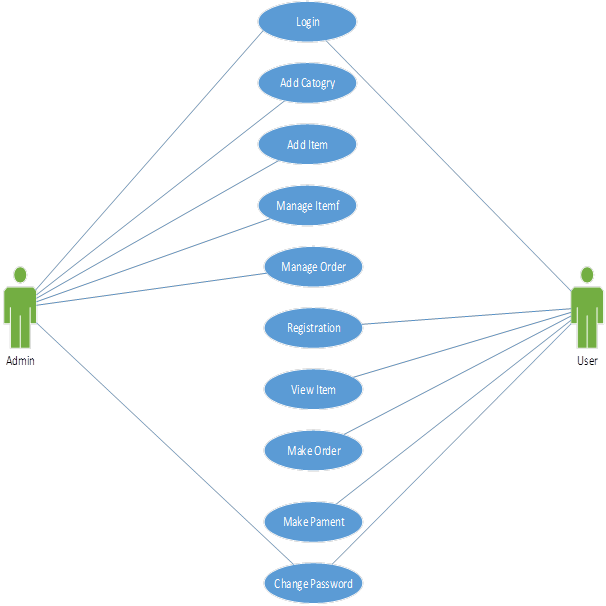 Login
Add Catogry
Add Item
Manage Itemf
Manage Order
Admin
User
Registration
View Item
Make Order
Make Pament
Change Password